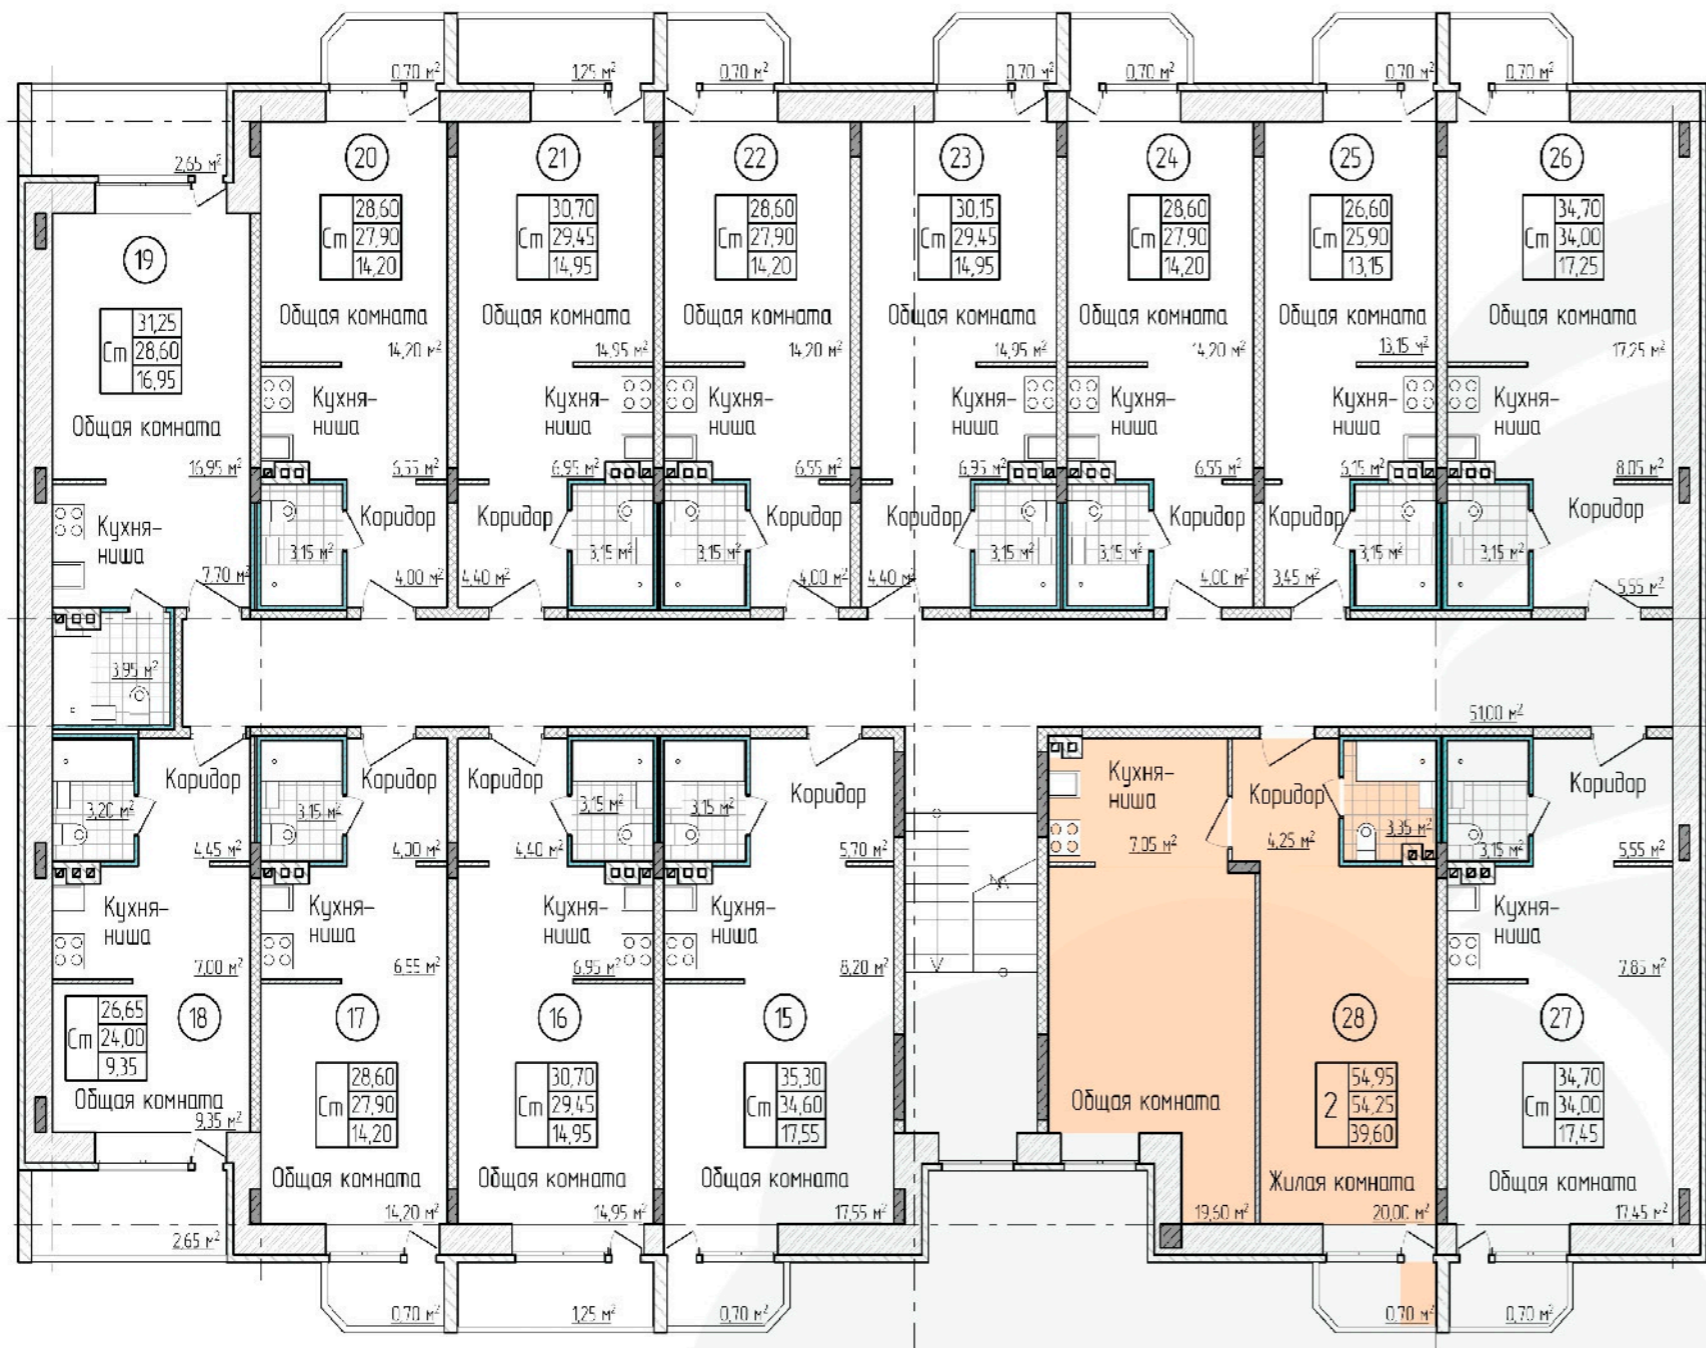 0,70 м²
1,25 м²
0,70 м²
0,70 м²
0,70 м²
0,70 м²
0,70 м²
2,65 м²
19
Ст
31,25
28,60
16,95
Общая комната
16,95 м²
Кухня-
ниша
7,70 м²
3,95 м²
20
Ст
28,60
27,90
14,20
Общая комната
14,20 м²
Кухня-
ниша
6,55 м²
Коридор
3,15 м²
4,00 м²
21
Ст
30,70
29,45
14,95
Общая комната
14,95 м²
Кухня-
ниша
6,95 м²
Коридор
3,15 м²
4,40 м²
22
Ст
28,60
27,90
14,20
Общая комната
14,20 м²
Кухня-
ниша
6,55 м²
Коридор
3,15 м²
4,00 м²
23
Ст
30,15
29,45
14,95
Общая комната
14,95 м²
Кухня-
ниша
6,95 м²
Коридор
3,15 м²
4,40 м²
24
Ст
28,60
27,90
14,20
Общая комната
14,20 м²
Кухня-
ниша
6,55 м²
Коридор
3,15 м²
4,00 м²
25
Ст
26,60
25,90
13,15
Общая комната
13,15 м²
Кухня-
ниша
6,15 м²
Коридор
3,15 м²
3,45 м²
26
Ст
34,70
34,00
17,25
Общая комната
17,25 м²
Кухня-
ниша
8,05 м²
Коридор
3,15 м²
5,55 м²
51,00 м²
Коридор
3,20 м²
4,45 м²
Кухня-
ниша
7,00 м²
Ст
26,65
24,00
9,35
18
Общая комната
9,35 м²
2,65 м²
Коридор
3,15 м²
4,00 м²
Кухня-
ниша
6,55 м²
17
Ст
28,60
27,90
14,20
Общая комната
14,20 м²
0,70 м²
Коридор
3,15 м²
4,40 м²
Кухня-
ниша
6,95 м²
16
Ст
30,70
29,45
14,95
Общая комната
14,95 м²
1,25 м²
Коридор
3,15 м²
5,70 м²
Кухня-
ниша
8,20 м²
15
Ст
35,30
34,60
17,55
Общая комната
17,55 м²
0,70 м²
Кухня-
ниша
7,05 м²
Коридор
4,25 м²
3,35 м²
28
2
54,95
54,25
39,60
Общая комната
19,60 м²
Жилая комната
20,00 м²
0,70 м²
Коридор
3,15 м²
5,55 м²
Кухня-
ниша
7,85 м²
27
Ст
34,70
34,00
17,45
Общая комната
17,45 м²
0,70 м²